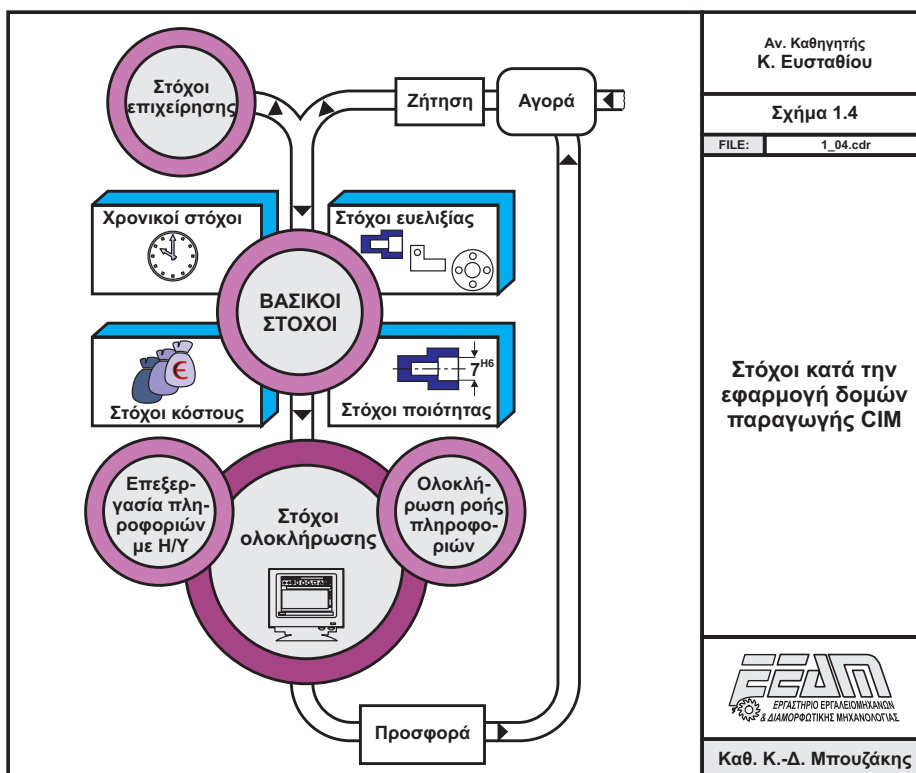 Στόχοι
επιχείρησης
Ζήτηση
Αγορά
Χρονικοί στόχοι
Στόχοι ευελιξίας
ΒΑΣΙΚΟΙ
ΣΤΟΧΟΙ
€
Στόχοι κόστους
7H6
Στόχοι ποιότητας
Επεξερ-
γασία πλη-
ροφοριών
με Η/Υ
Στόχοι
ολοκλήρωσης
Ολοκλή-
ρωση ροής
πληροφο-
ριών
Προσφορά
Αν. Καθηγητής
Κ. Ευσταθίου
Σχήμα 1.4
FILE: 1_04.cdr
Στόχοι κατά την
εφαρμογή δομών
παραγωγής CIM
ΕΕΔΜ
ΕΡΓΑΣΤΗΡΙΟ ΕΡΓΑΛΕΙΟΜΗΧΑΝΩΝ
& ΔΙΑΜΟΡΦΩΤΙΚΗΣ ΜΗΧΑΝΟΛΟΓΙΑΣ
Καθ. Κ.-Δ. Μπουζάκης